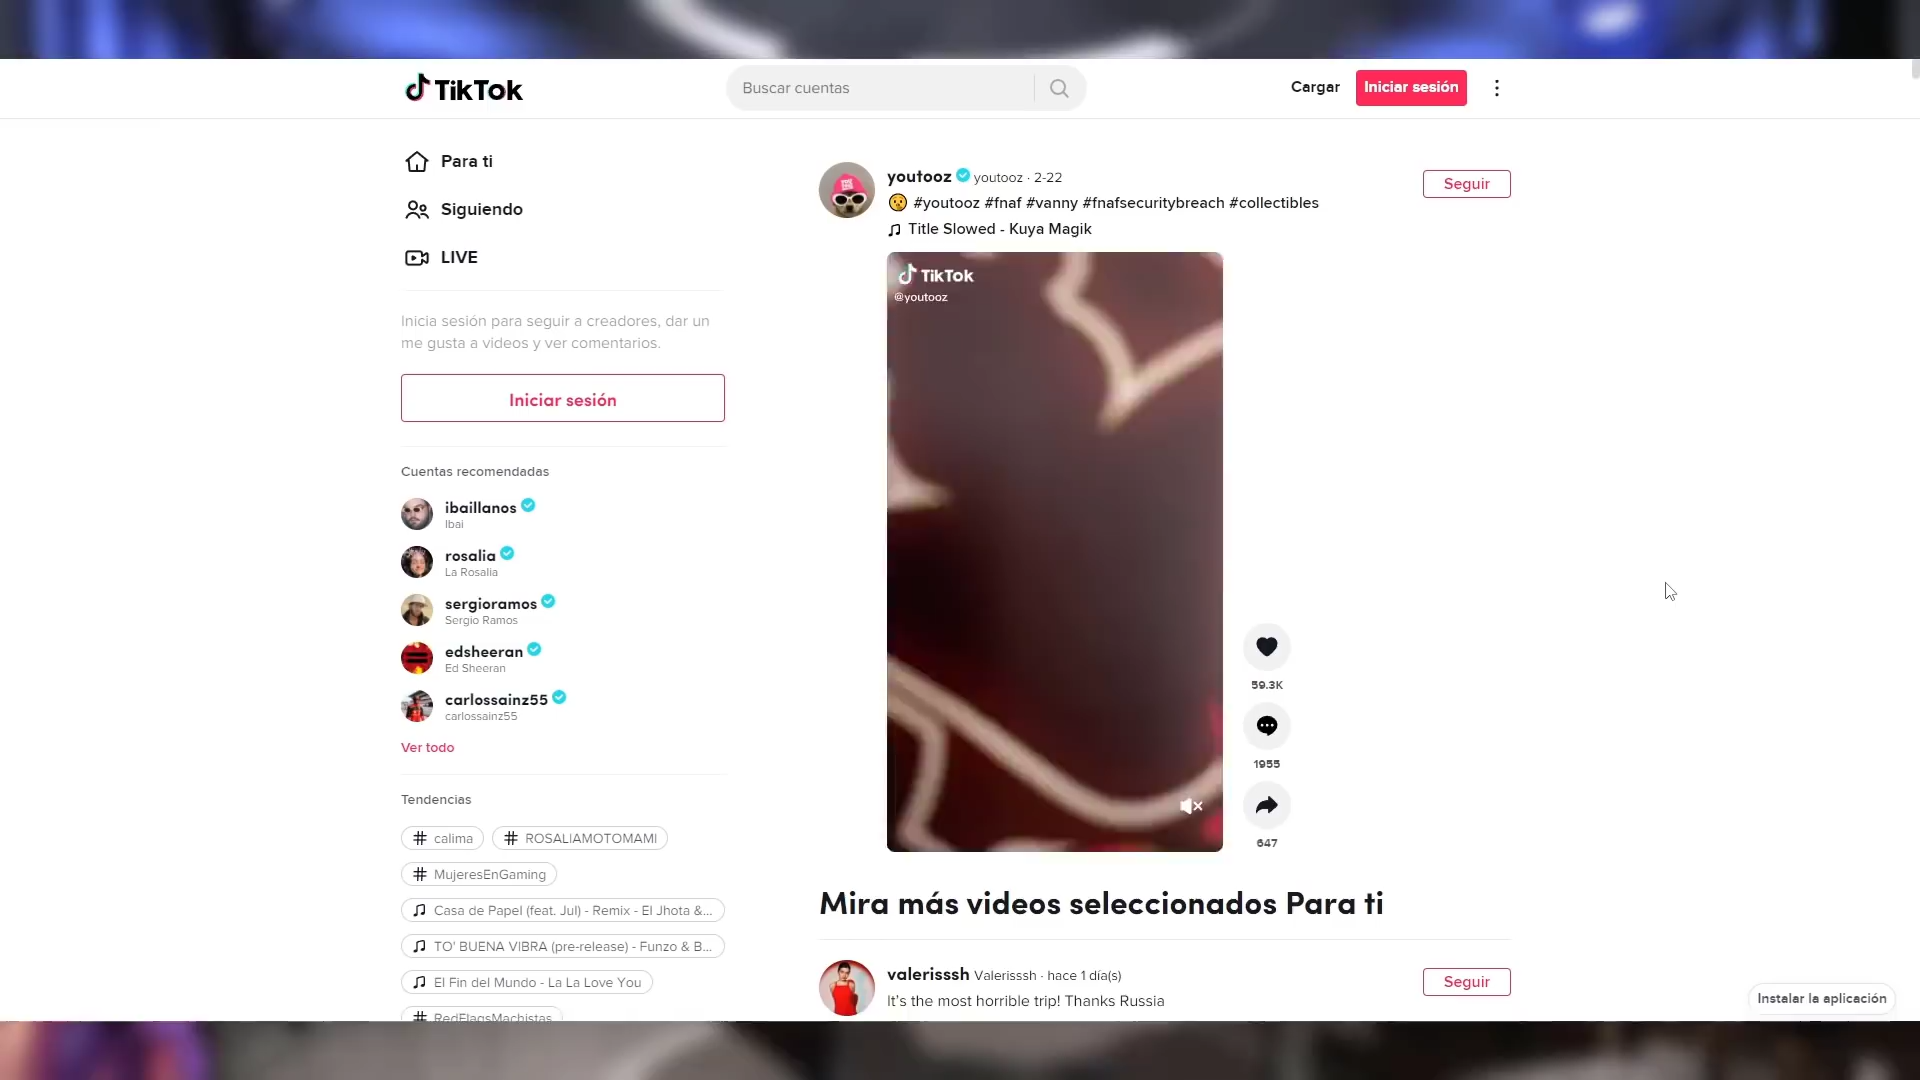 TikTok
Buscar cuentas
Cargar
Iniciar sesión
Para ti
Siguiendo
LIVE
Inicia sesión para seguir a creadores, dar un
me gusta a videos y ver comentarios.
Iniciar sesión
Cuentas recomendadas
ibaillanos
Ibai
rosalia
La Rosalia
sergioramos
Sergio Ramos
edsheeran
Ed Sheeran
carlossainz55
carlossainz55
Ver todo
Tendencias
# calima
# ROSALIAMOTOMAMI
# MujeresEnGaming
Casa de Papel (feat. Jul) - Remix - El Jhota &...
TO' BUENA VIBRA (pre-release) - Funzo & B...
El Fin del Mundo - La La Love You
# RedFlagsMachistas
youtooz youtooz · 2-22
Seguir
#youtooz #fnaf #vanny #fnafsecuritybreach #collectibles
Title Slowed - Kuya Magik
TikTok
@youtooz
59.3K
1955
647
Mira más videos seleccionados Para ti
valerisssh Valerisssh · hace 1 día(s)
Seguir
It's the most horrible trip! Thanks Russia
Instalar la aplicación